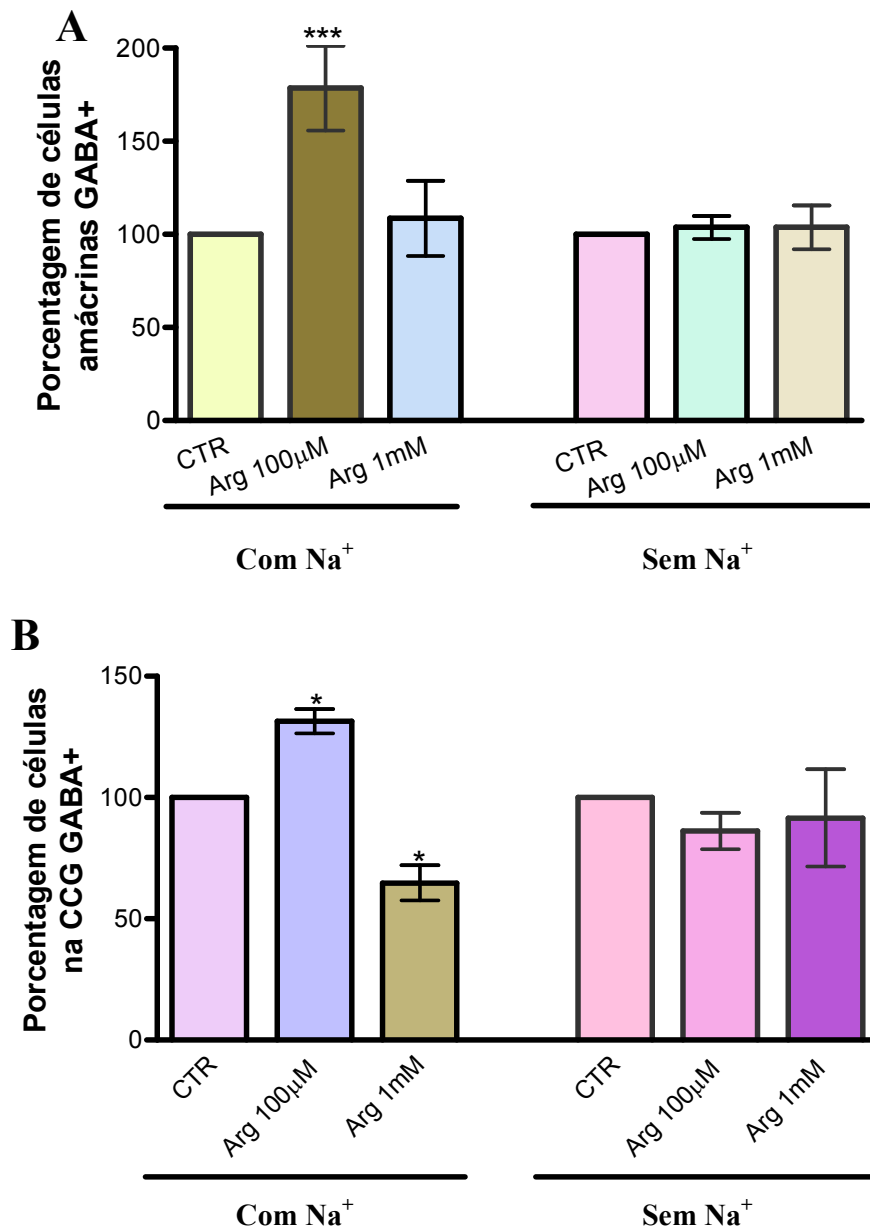 A
Porcentagem de células
amácrinas GABA+
200
150
100
50
0
***
CTR
Arg 100μM
Arg 1mM
CTR
Arg 100μM
Arg 1mM
Com Na⁺
Sem Na⁺
B
Porcentagem de células
na CCG GABA+
150
100
50
0
*
*
CTR
Arg 100μM
Arg 1mM
CTR
Arg 100μM
Arg 1mM
Com Na⁺
Sem Na⁺